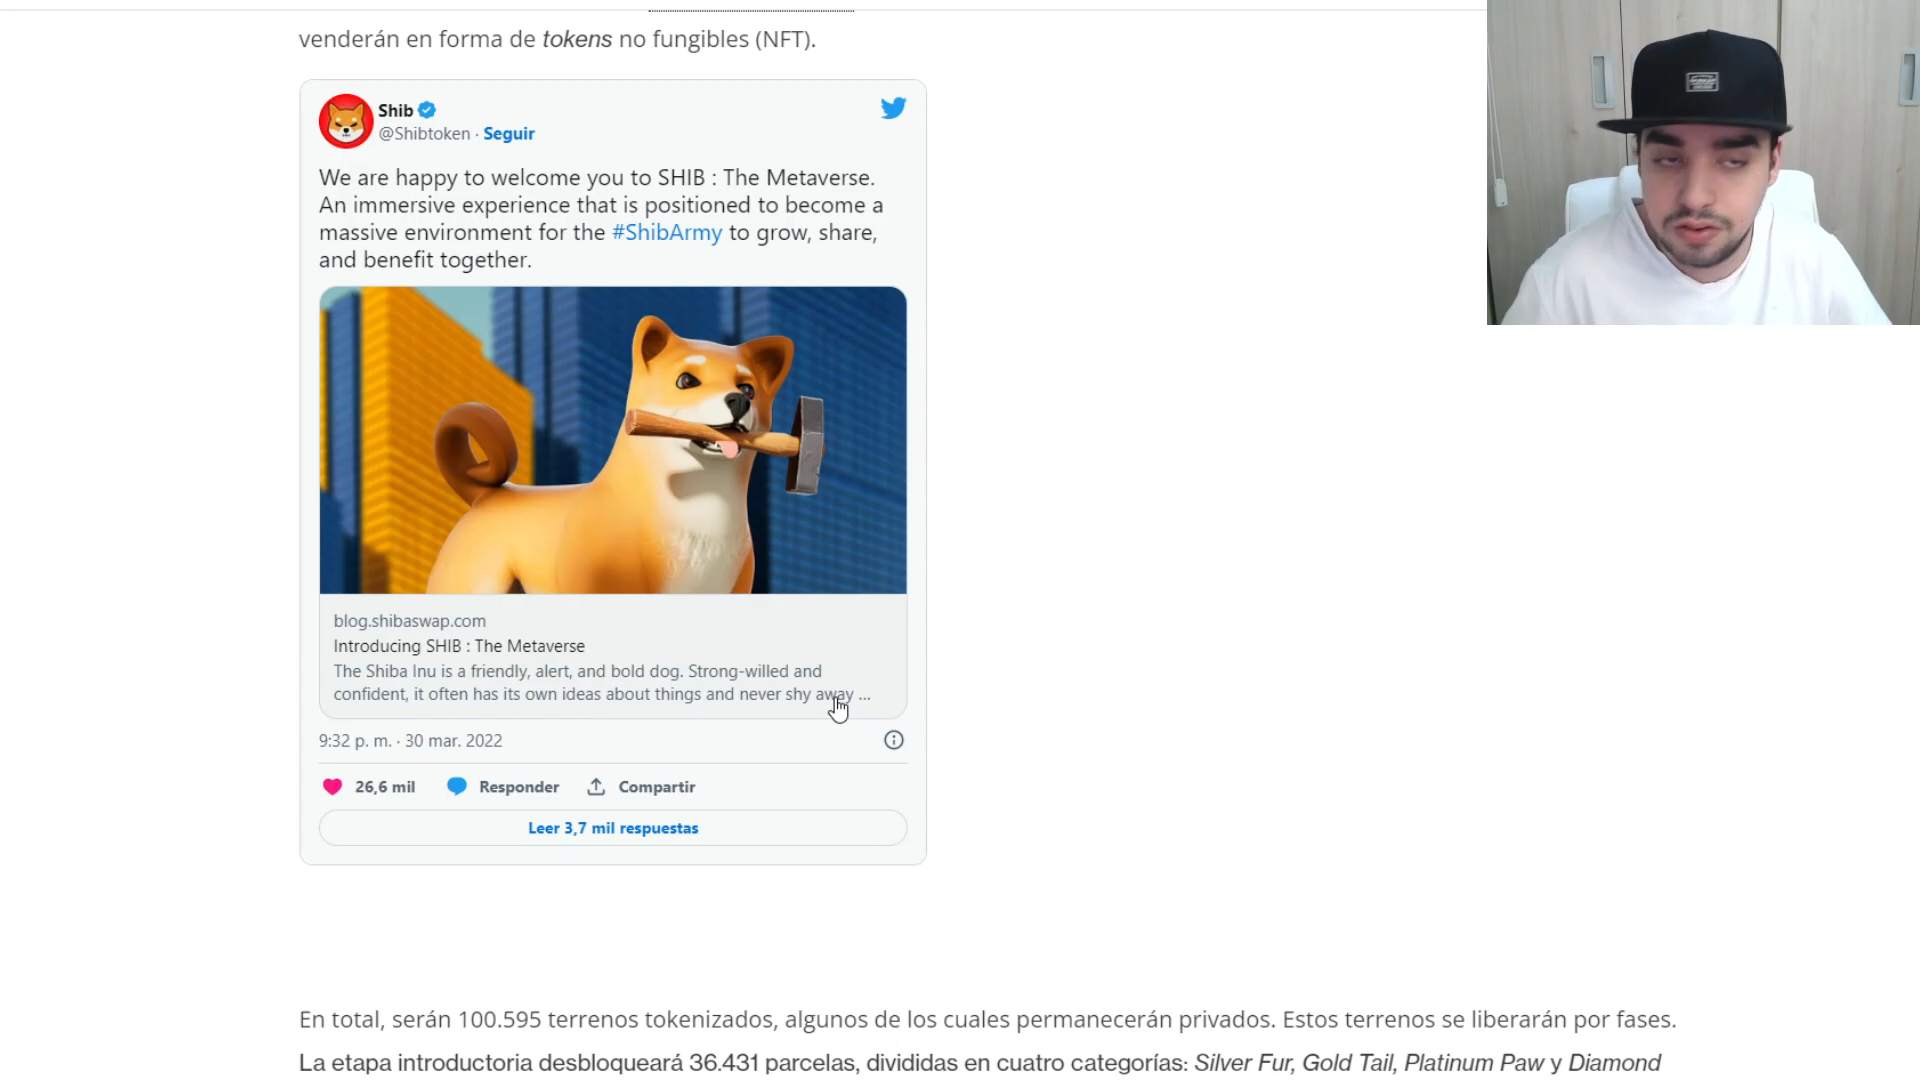 venderán en forma de tokens no fungibles (NFT).
Shib
@Shibtoken · Seguir
We are happy to welcome you to SHIB : The Metaverse.
An immersive experience that is positioned to become a
massive environment for the #ShibArmy to grow, share,
and benefit together.
blog.shibaswap.com
Introducing SHIB : The Metaverse
The Shiba Inu is a friendly, alert, and bold dog. Strong-willed and
confident, it often has its own ideas about things and never shy away ...
9:32 p. m. · 30 mar. 2022
26,6 mil Responder Compartir
Leer 3,7 mil respuestas
En total, serán 100.595 terrenos tokenizados, algunos de los cuales permanecerán privados. Estos terrenos se liberarán por fases.
La etapa introductoria desbloqueará 36.431 parcelas, divididas en cuatro categorías: Silver Fur, Gold Tail, Platinum Paw y Diamond